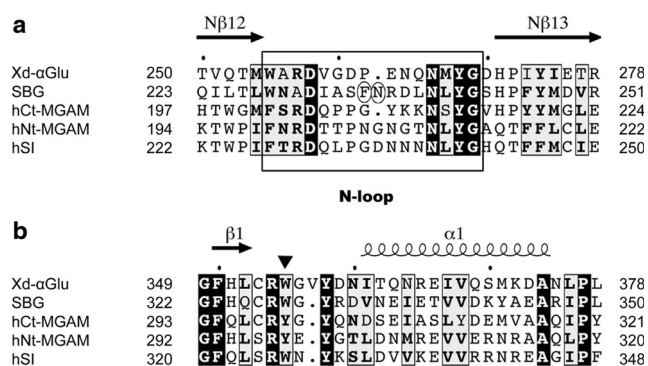 a
Nβ12 Nβ13
Xd-αGlu 250 TVQTMWARDVGDP.ENQNMYGDHPIYIETR 278
SBG 223 QILTLWNADIASFNRDLNLYGSHPFYMDVR 251
hCt-MGAM 197 HTWGMFSRDQPPG.YKKNSYGVHPYYMGLE 224
hNt-MGAM 194 KTWPIFNRDTTPNGNGTNLYGAQTFFLCLE 222
hSI 222 KTWPIFTRDQLPGDNNNNLYGHQTFFMCIE 250
N-loop
b
β1 α1
Xd-αGlu 349 GFHLCRWGVYDNITQNREIVQSMKDANLPL 378
SBG 322 GFHQCRWG.YRDVNEIETVVDKYAEARIPL 350
hCt-MGAM 293 GFQLCRYG.YQNDSEIASLYDEMVAAQIPY 321
hNt-MGAM 292 GFHLSRYE.YGTLDNMREVVERNRAAQLPY 320
hSI 320 GFQLSRWN.YKSLDVVKEVVRRNREAGIPF 348